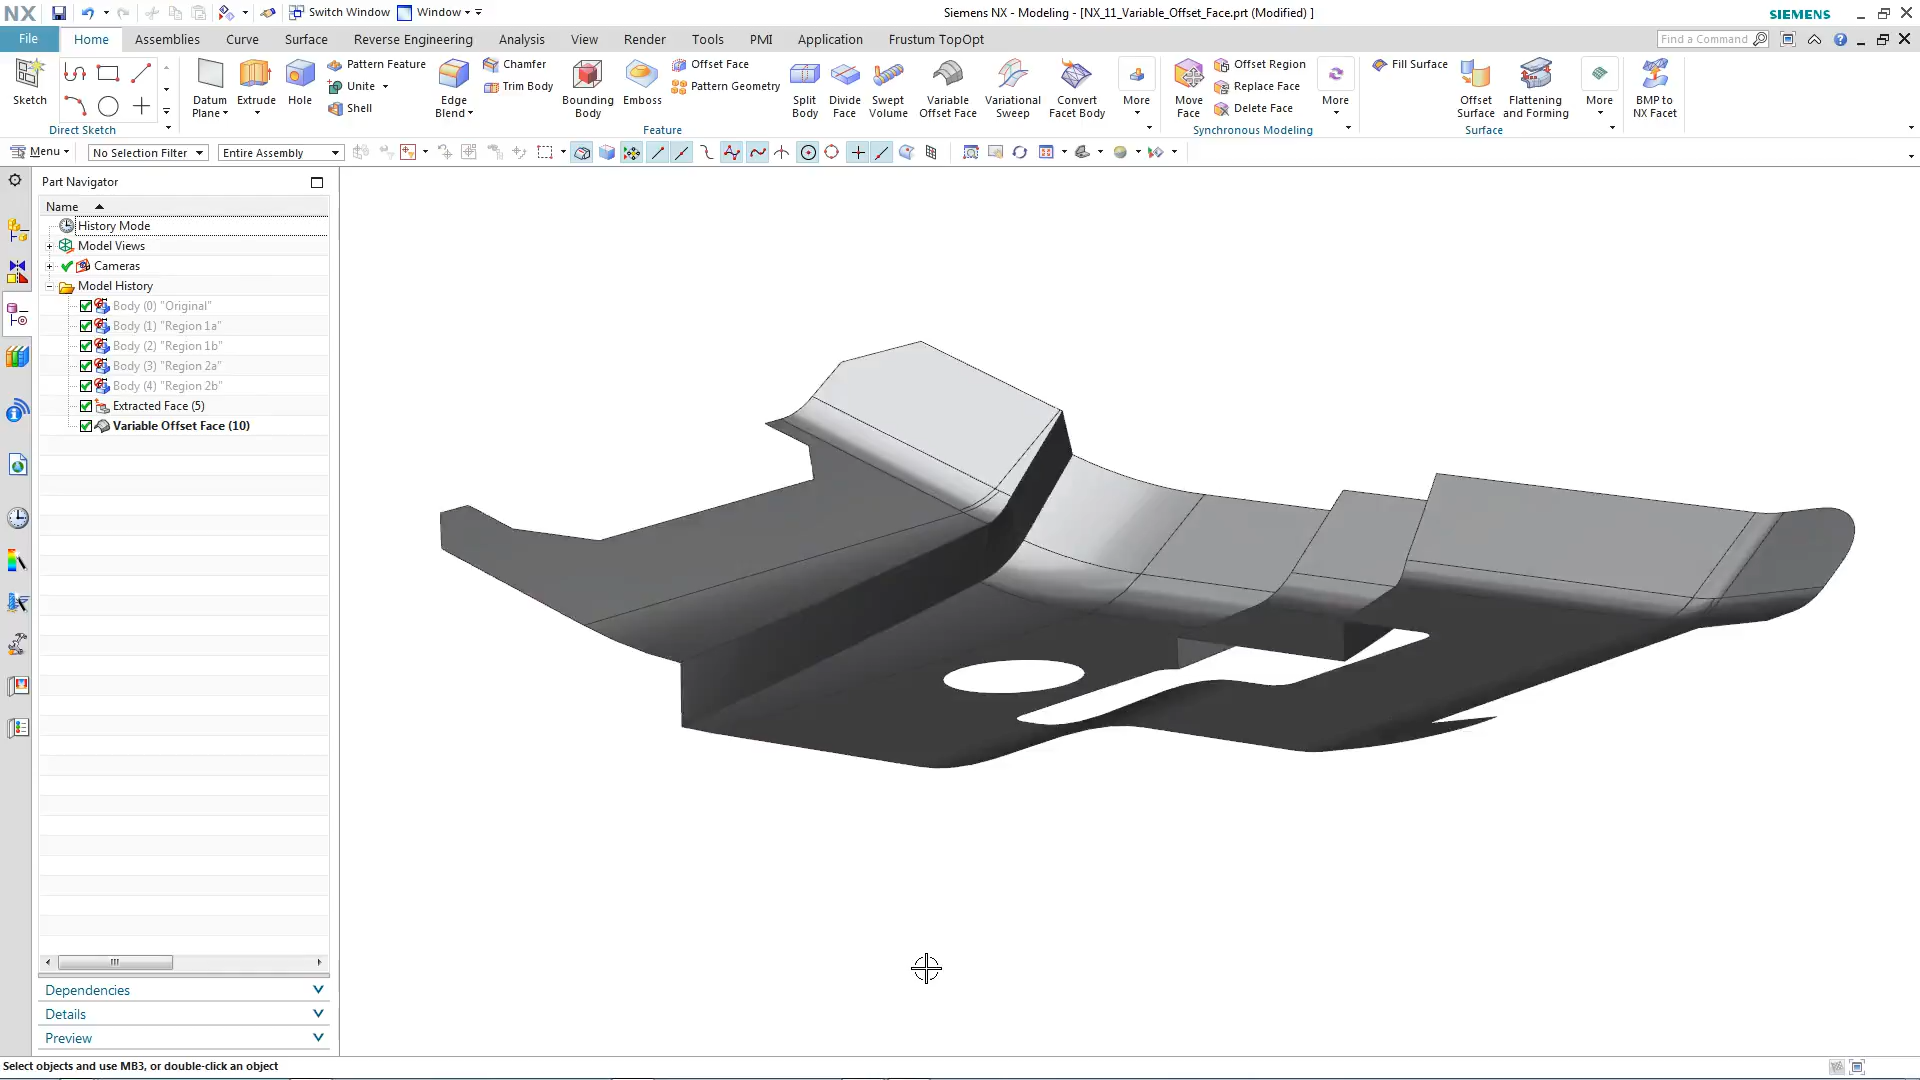 NX Switch Window Window Siemens NX - Modeling - [NX_11_Variable_Offset_Face.prt (Modified) ] SIEMENS
File Home Assemblies Curve Surface Reverse Engineering Analysis View Render Tools PMI Application Frustum TopOpt Find a Command
Sketch
Direct Sketch
Datum Plane
Extrude
Hole
Pattern Feature
Unite
Shell
Edge Blend
Chamfer
Trim Body
Bounding Body
Emboss
Offset Face
Pattern Geometry
Split Body
Divide Face
Swept Volume
Variable Offset Face
Variational Sweep
Convert Facet Body
More
Feature
Move Face
Offset Region
Replace Face
Delete Face
More
Synchronous Modeling
Fill Surface
Offset Surface
Flattening and Forming
More
Surface
BMP to NX Facet
Menu No Selection Filter Entire Assembly
Part Navigator
Name
History Mode
Model Views
Cameras
Model History
Body (0) "Original"
Body (1) "Region 1a"
Body (2) "Region 1b"
Body (3) "Region 2a"
Body (4) "Region 2b"
Extracted Face (5)
Variable Offset Face (10)
Dependencies
Details
Preview
Select objects and use MB3, or double-click an object